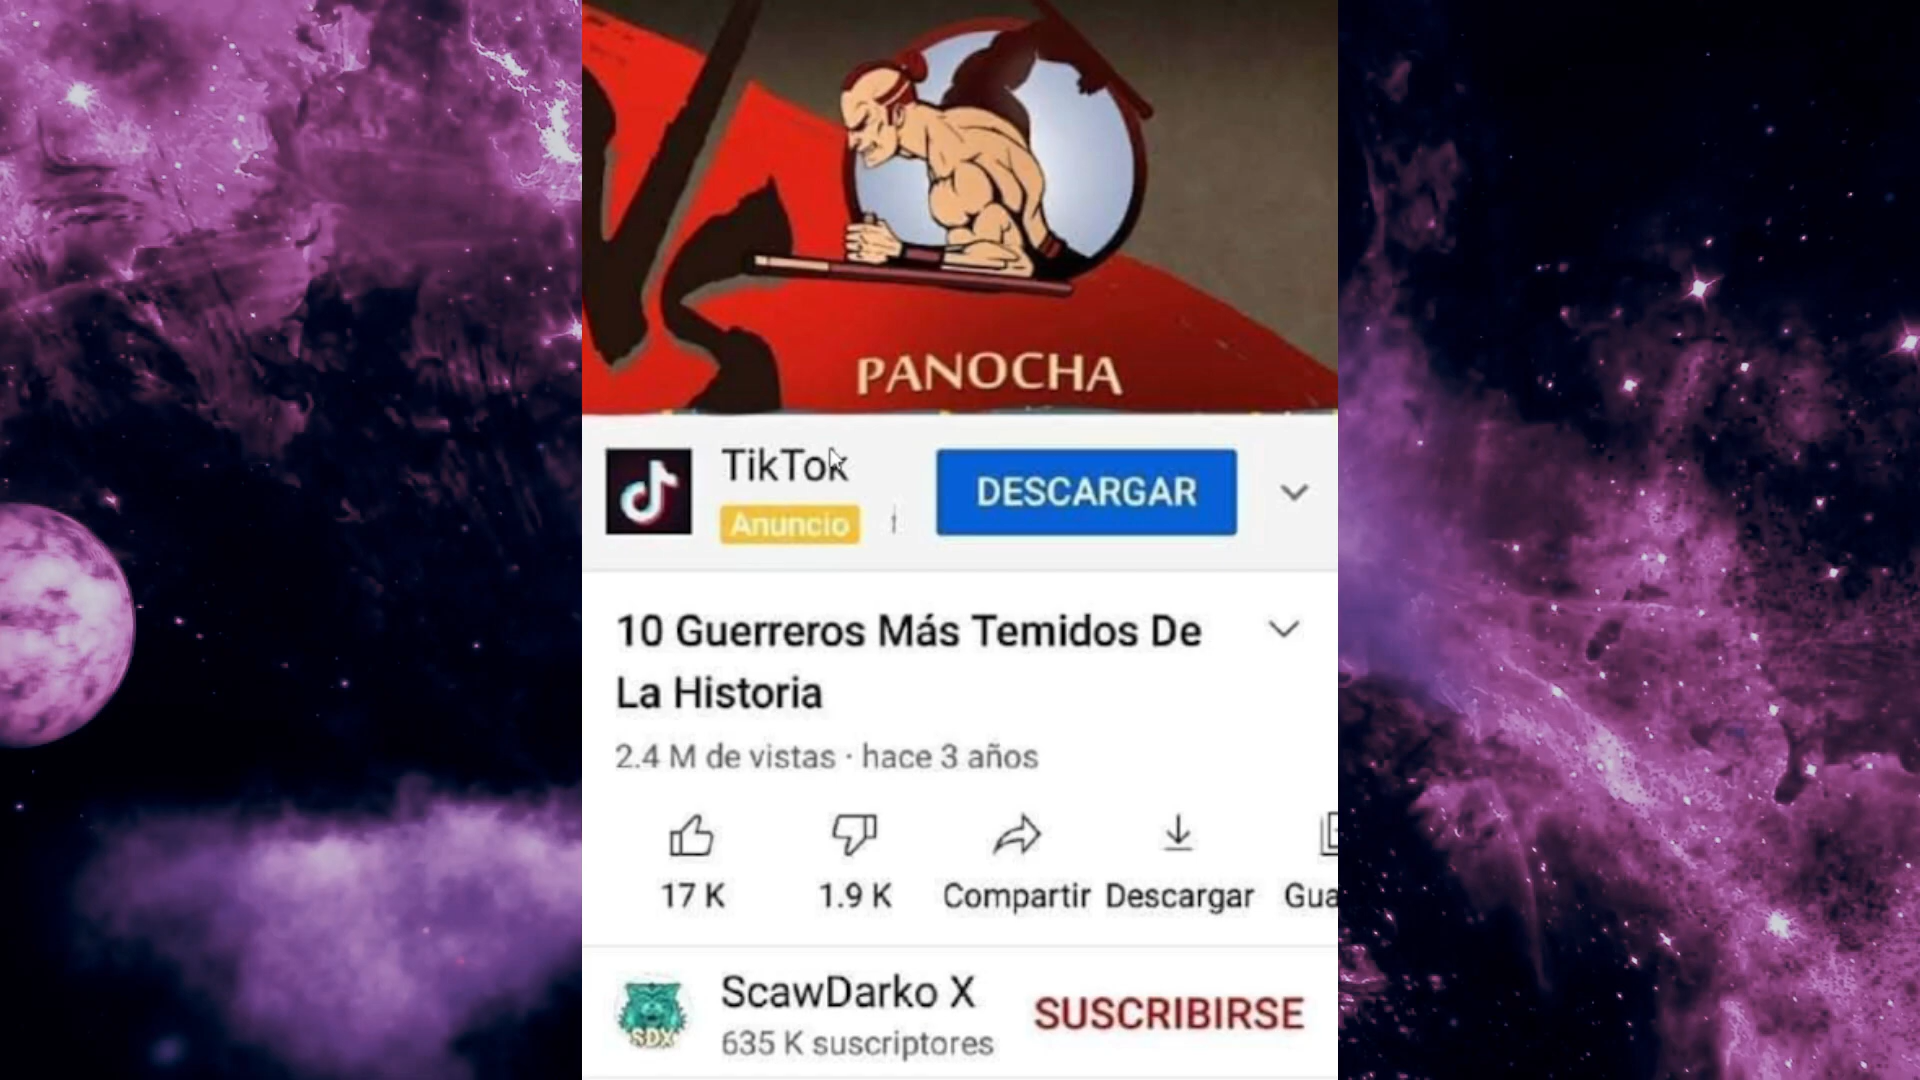 PANOCHA
TikTok
Anuncio
DESCARGAR
10 Guerreros Más Temidos De
La Historia
2.4 M de vistas · hace 3 años
17 K
1.9 K
Compartir
Descargar
Gua
ScawDarko X
SUSCRIBIRSE
635 K suscriptores
SDX